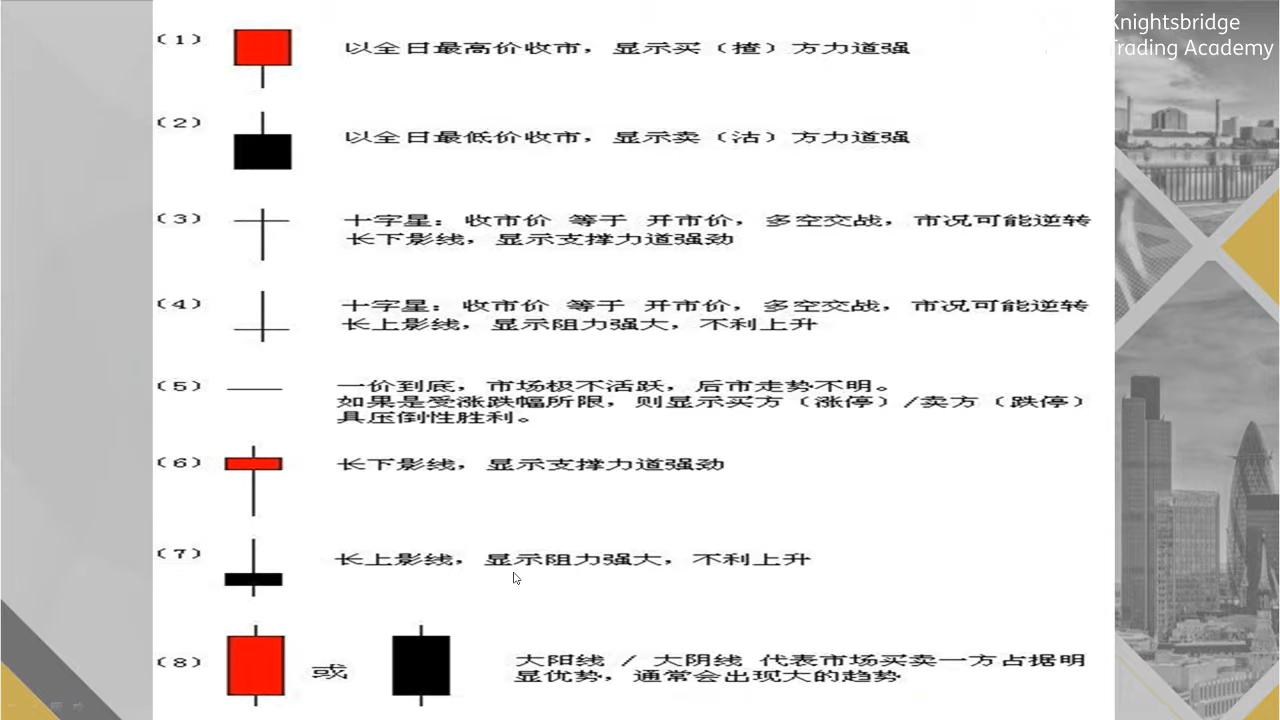 Knightsbridge
Trading Academy
(1) 以全日最高价收市，显示买（揸）方力道强
(2) 以全日最低价收市，显示卖（沽）方力道强
(3) 十字星：收市价 等于 开市价，多空交战，市况可能逆转
长下影线，显示支撑力道强劲
(4) 十字星：收市价 等于 开市价，多空交战，市况可能逆转
长上影线，显示阻力强大，不利上升
(5) 一价到底，市场极不活跃，后市走势不明。
如果是受涨跌幅所限，则显示买方（涨停）/卖方（跌停）
具压倒性胜利。
(6) 长下影线，显示支撑力道强劲
(7) 长上影线，显示阻力强大，不利上升
(8) 或 大阳线 / 大阴线 代表市场买卖一方占据明
显优势，通常会出现大的趋势